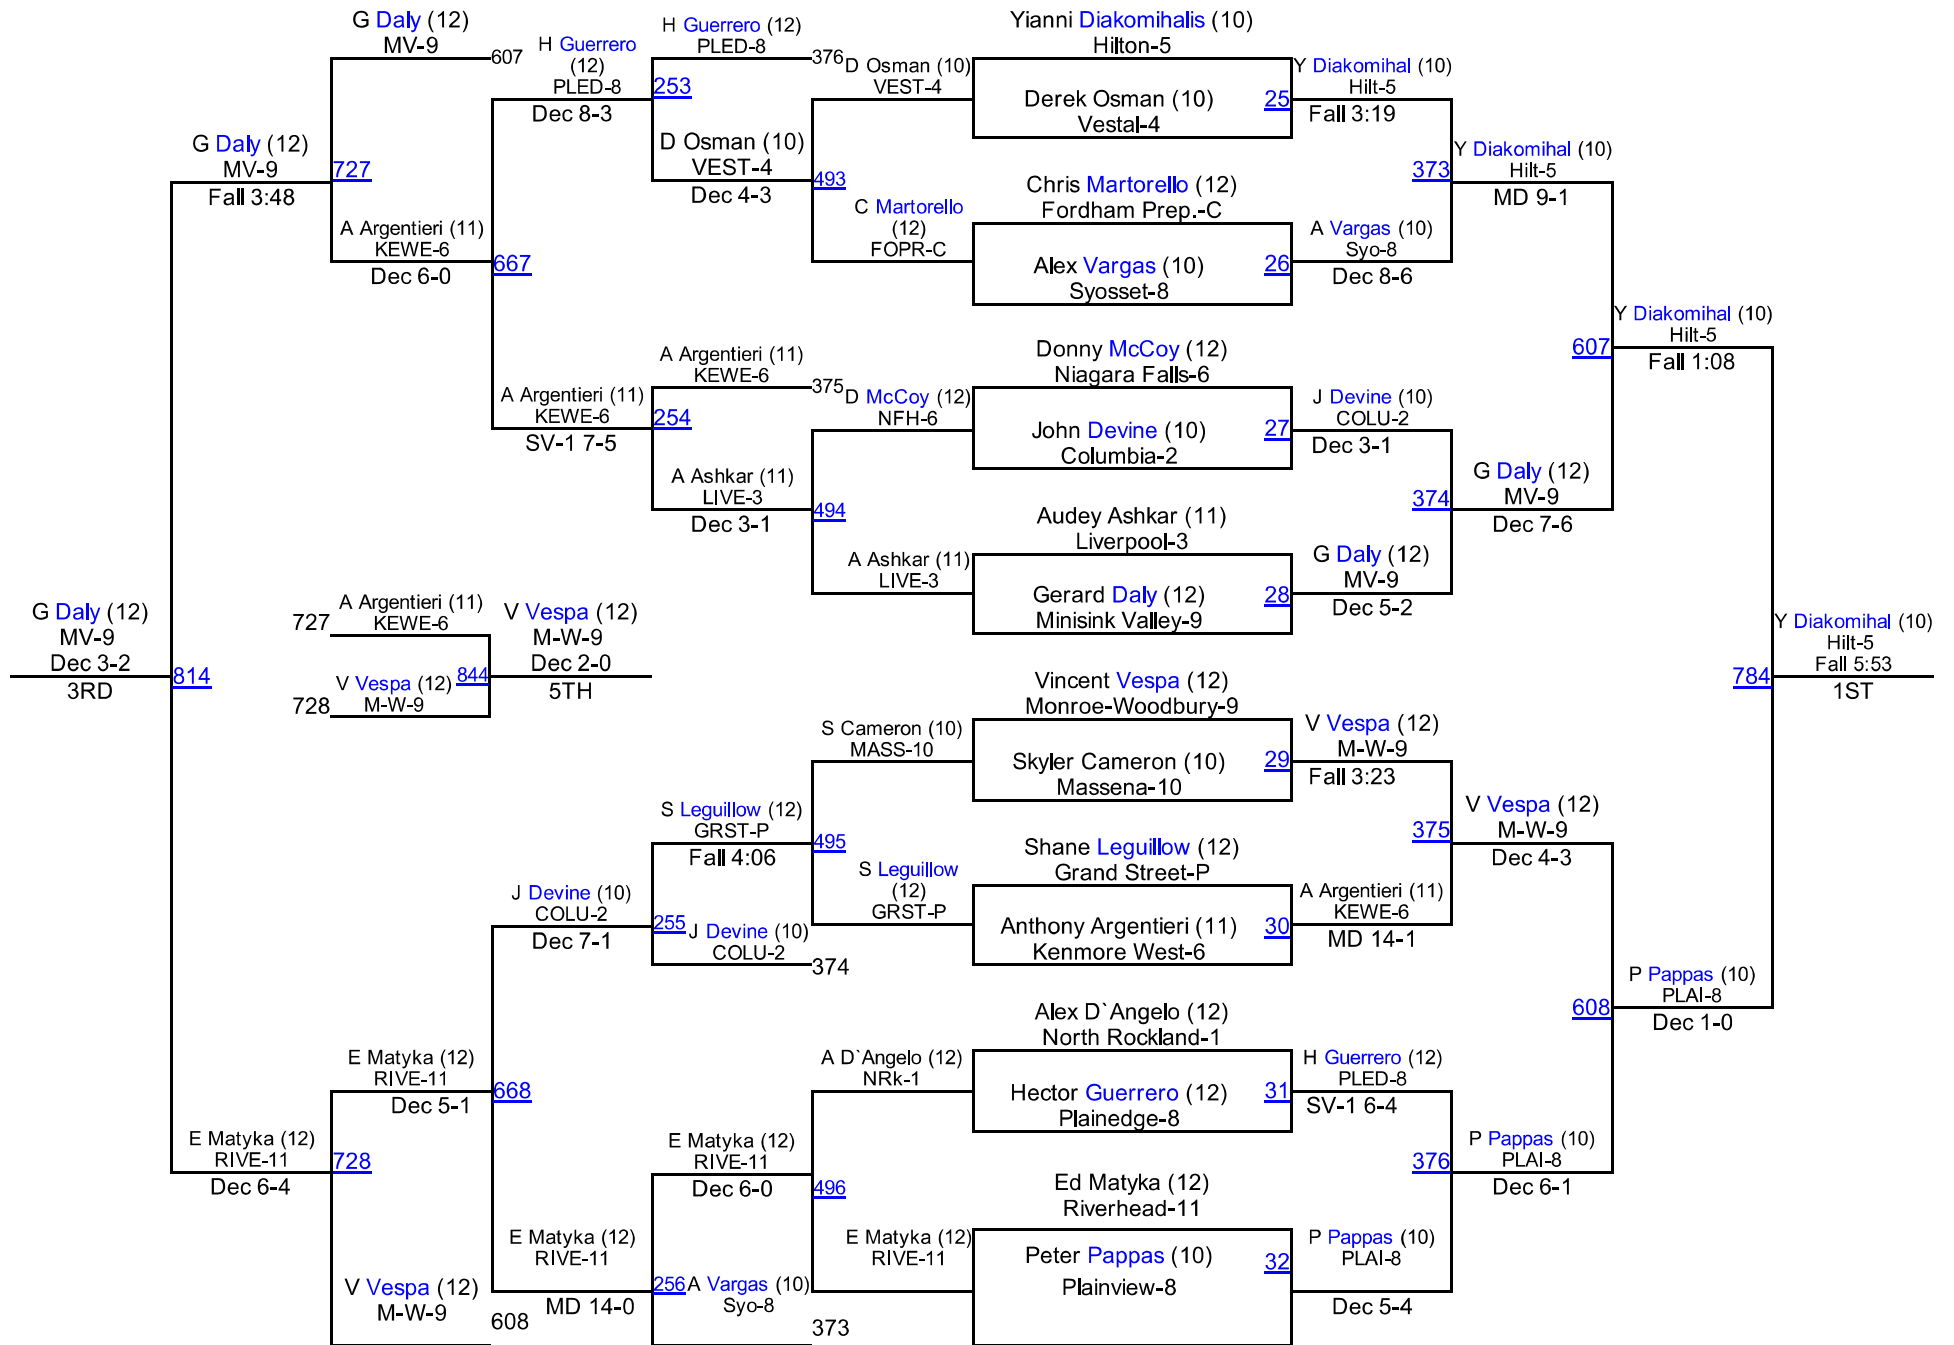 G Daly (12)
MV-9
607
G Daly (12)
MV-9
Fall 3:48
727
A Argentieri (11)
KEWE-6
Dec 6-0
H Guerrero
(12)
PLED-8
Dec 8-3
667
A Argentieri (11)
KEWE-6
SV-1 7-5
H Guerrero (12)
PLED-8
376
253
D Osman (10)
VEST-4
Dec 4-3
A Argentieri (11)
KEWE-6
375
254
A Ashkar (11)
LIVE-3
Dec 3-1
D Osman (10)
VEST-4
493
C Martorello
(12)
FOPR-C
D McCoy (12)
NFH-6
494
A Ashkar (11)
LIVE-3
Yianni Diakomihalis (10)
Hilton-5
Derek Osman (10)
Vestal-4
25
Chris Martorello (12)
Fordham Prep.-C
Alex Vargas (10)
Syosset-8
26
Donny McCoy (12)
Niagara Falls-6
John Devine (10)
Columbia-2
27
Audey Ashkar (11)
Liverpool-3
Gerard Daly (12)
Minisink Valley-9
28
Y Diakomihal (10)
Hilt-5
Fall 3:19
373
A Vargas (10)
Syo-8
Dec 8-6
J Devine (10)
COLU-2
Dec 3-1
374
G Daly (12)
MV-9
Dec 5-2
Y Diakomihal (10)
Hilt-5
MD 9-1
607
G Daly (12)
MV-9
Dec 7-6
Y Diakomihal (10)
Hilt-5
Fall 1:08
G Daly (12)
MV-9
Dec 3-2
3RD
814
727
A Argentieri (11)
KEWE-6
V Vespa (12)
M-W-9
728
844
V Vespa (12)
M-W-9
Dec 2-0
5TH
784
Y Diakomihal (10)
Hilt-5
Fall 5:53
1ST
E Matyka (12)
RIVE-11
Dec 6-4
728
E Matyka (12)
RIVE-11
Dec 5-1
V Vespa (12)
M-W-9
608
J Devine (10)
COLU-2
Dec 7-1
668
E Matyka (12)
RIVE-11
MD 14-0
S Leguillow (12)
GRST-P
Fall 4:06
255
J Devine (10)
COLU-2
374
E Matyka (12)
RIVE-11
Dec 6-0
256
A Vargas (10)
Syo-8
373
S Cameron (10)
MASS-10
495
S Leguillow
(12)
GRST-P
A D`Angelo (12)
NRk-1
496
E Matyka (12)
RIVE-11
Vincent Vespa (12)
Monroe-Woodbury-9
Skyler Cameron (10)
Massena-10
29
Shane Leguillow (12)
Grand Street-P
Anthony Argentieri (11)
Kenmore West-6
30
Alex D`Angelo (12)
North Rockland-1
Hector Guerrero (12)
Plainedge-8
31
Ed Matyka (12)
Riverhead-11
Peter Pappas (10)
Plainview-8
32
V Vespa (12)
M-W-9
Fall 3:23
375
A Argentieri (11)
KEWE-6
MD 14-1
H Guerrero (12)
PLED-8
SV-1 6-4
376
P Pappas (10)
PLAI-8
Dec 5-4
V Vespa (12)
M-W-9
Dec 4-3
608
P Pappas (10)
PLAI-8
Dec 6-1
P Pappas (10)
PLAI-8
Dec 1-0